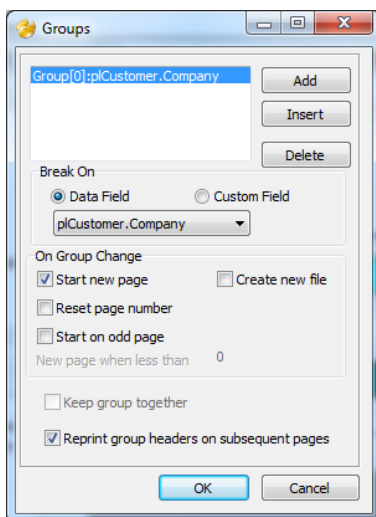 Groups
Group[0]:plCustomer.Company
Add
Insert
Delete
Break On
Data Field
Custom Field
plCustomer.Company
On Group Change
Start new page
Create new file
Reset page number
Start on odd page
New page when less than 0
Keep group together
Reprint group headers on subsequent pages
OK
Cancel